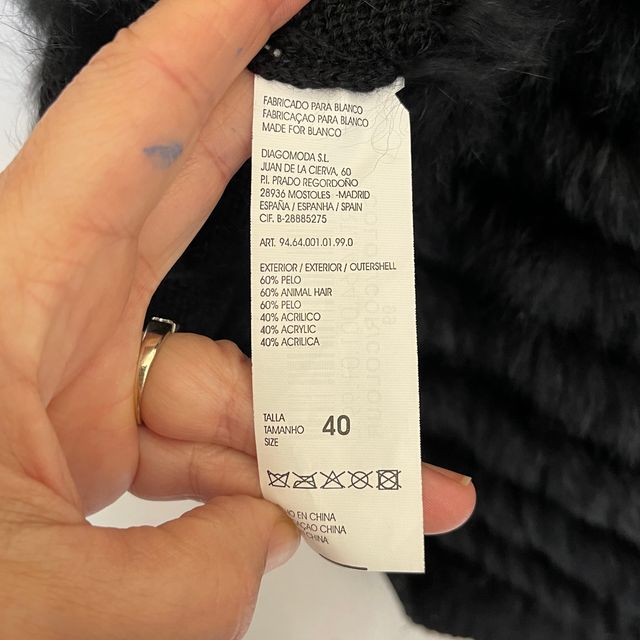 FABRICADO PARA BLANCO
FABRICAÇAO PARA BLANCO
MADE FOR BLANCO
DIAGOMODA S.L
JUAN DE LA CIERVA, 60
P.I. PRADO REGORDOÑO
28936 MOSTOLES -MADRID
ESPAÑA / ESPANHA / SPAIN
CIF. B-28885275
ART. 94.64.001.01.99.0
EXTERIOR / EXTERIOR / OUTERSHELL
60% PELO
60% ANIMAL HAIR
60% PELO
40% ACRILICO
40% ACRYLIC
40% ACRILICA
TALLA
TAMANHO 40
SIZE
EN CHINA
CHINA
CHINA